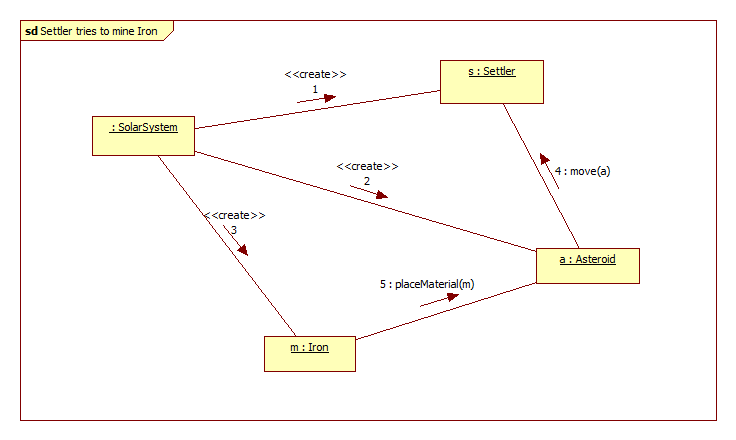 sd Settler tries to mine Iron
<<create>>
1
s : Settler
: SolarSystem
<<create>>
2
4 : move(a)
<<create>>
3
a : Asteroid
5 : placeMaterial(m)
m : Iron